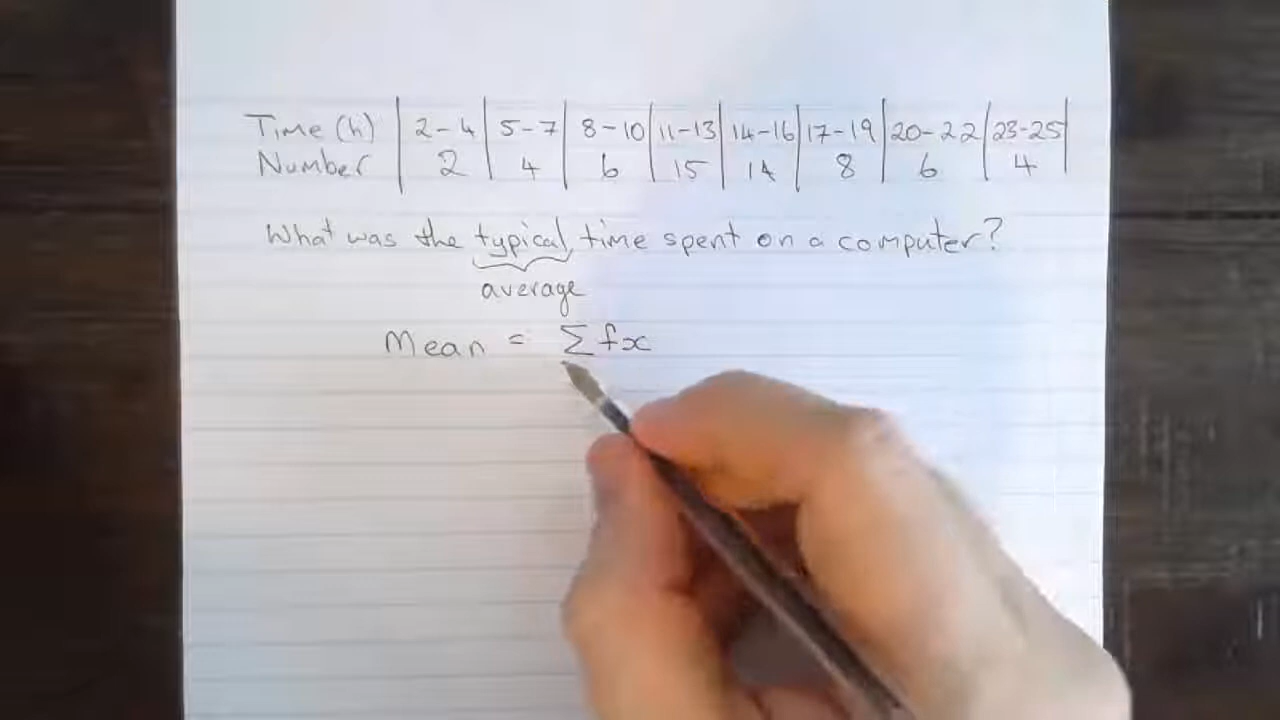 Time (h) 2-4 5-7 8-10 11-13 14-16 17-19 20-22 23-25
Number 2 4 6 15 14 8 6 4
What was the typical time spent on a computer?
average
Mean = Σfx